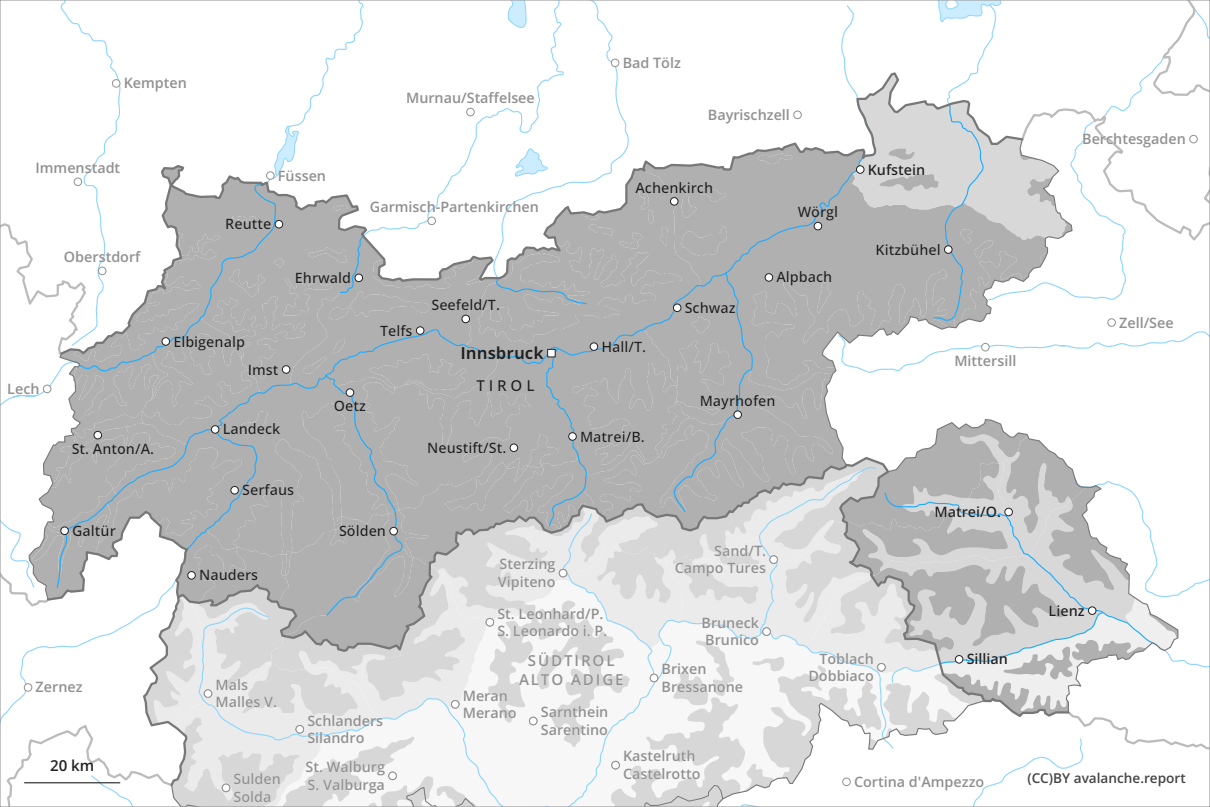 Kempten
Bad Tölz
Murnau/Staffelsee
Bayrischzell
Berchtesgaden
Immenstadt
Füssen
Kufstein
Achenkirch
Garmisch-Partenkirchen
Wörgl
Reutte
Kitzbühel
Oberstdorf
Ehrwald
Alpbach
Seefeld/T.
Schwaz
Zell/See
Telfs
Elbigenalp
Innsbruck
Hall/T.
Mittersill
Imst
TIROL
Lech
Oetz
Mayrhofen
Landeck
Matrei/B.
St. Anton/A.
Neustift/St.
Serfaus
Matrei/O.
Galtür
Sölden
Sand/T.
Campo Tures
Sterzing
Vipiteno
Nauders
Lienz
St. Leonhard/P.
S. Leonardo i. P.
Bruneck
Brunico
SÜDTIROL
ALTO ADIGE
Toblach
Dobbiaco
Sillian
Brixen
Bressanone
Zernez
Mals
Malles V.
Meran
Merano
Sarnthein
Sarentino
Schlanders
Silandro
Kastelruth
Castelrotto
St. Walburg
S. Valburga
Sulden
Solda
20 km
Cortina d'Ampezzo
(CC)BY avalanche.report